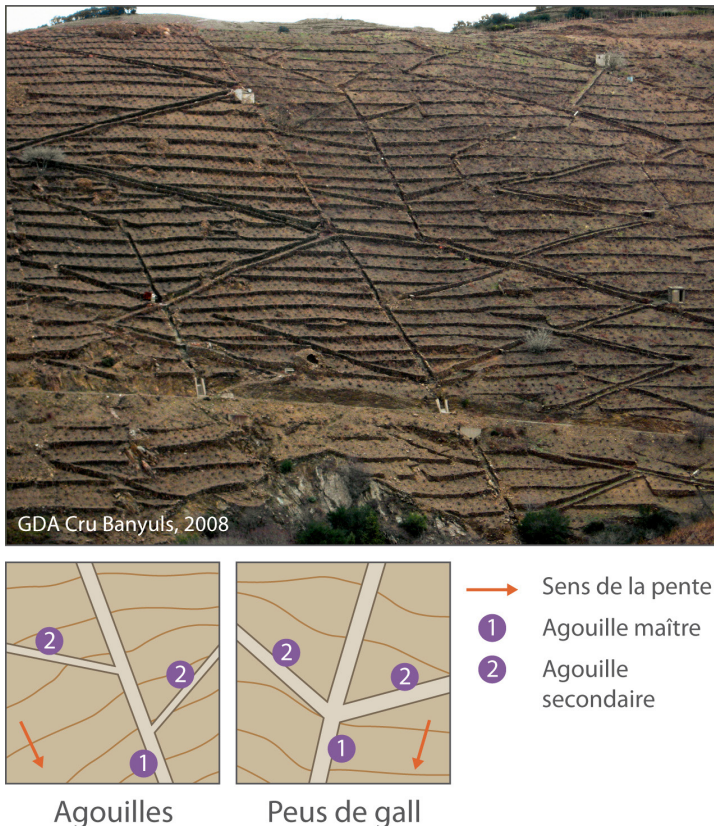 GDA Cru Banyuls, 2008
2
2
1
Agouilles
2
2
1
Peus de gall
Sens de la pente
1 Agouille maître
2 Agouille
secondaire